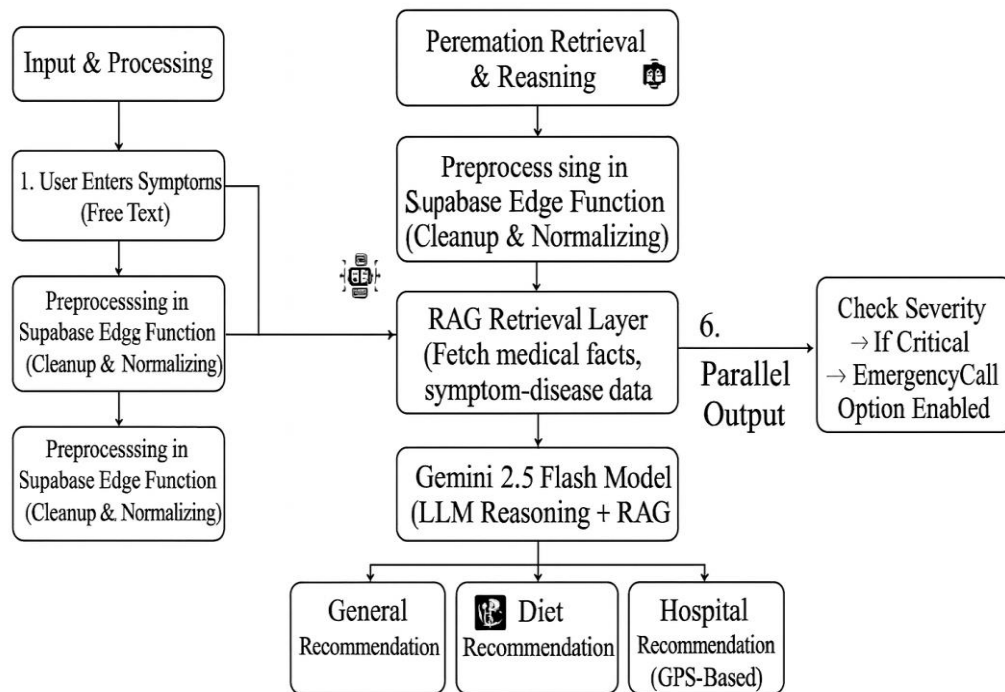 Input & Processing
1. User Enters Symptorns
(Free Text)
Preprocesssing in
Supabase Edgg Function
(Cleanup & Normalizing)
Preprocesssing in
Supabase Edge Function
(Cleanup & Normalizing)
Peremation Retrieval
& Reasning
Preprocess sing in
Supabase Edge Function
(Cleanup & Normalizing)
RAG Retrieval Layer
(Fetch medical facts,
symptom-disease data
6.
Parallel
Output
Check Severity
→ If Critical
→ EmergencyCall
Option Enabled
Gemini 2.5 Flash Model
(LLM Reasoning + RAG
General
Recommendation
Diet
Recommendation
Hospital
Recommendation
(GPS-Based)